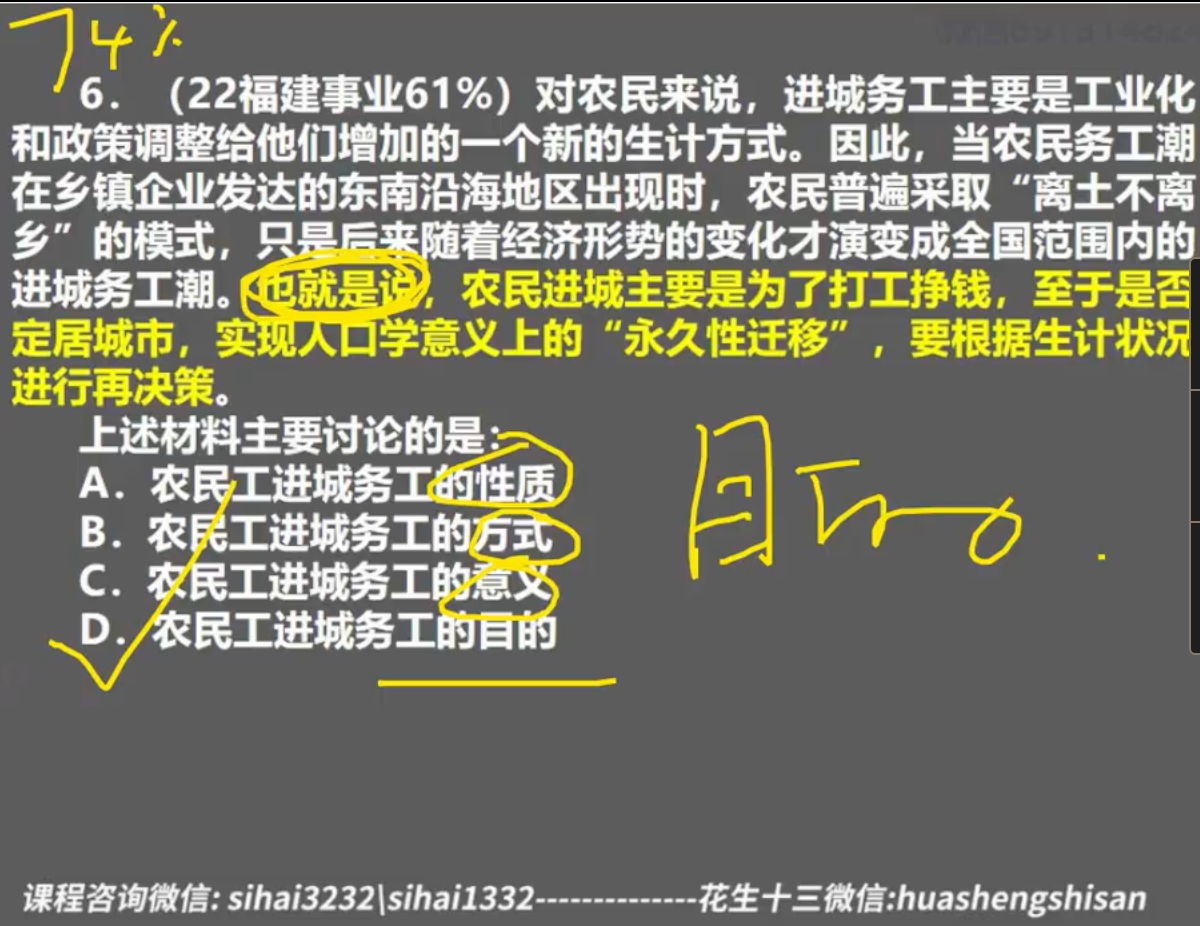 74%
6. （22福建事业61%）对农民来说，进城务工主要是工业化
和政策调整给他们增加的一个新的生计方式。因此，当农民务工潮
在乡镇企业发达的东南沿海地区出现时，农民普遍采取“离土不离
乡”的模式，只是后来随着经济形势的变化才演变成全国范围内的
进城务工潮。也就是说，农民进城主要是为了打工挣钱，至于是否
定居城市，实现人口学意义上的“永久性迁移”，要根据生计状况
进行再决策。
上述材料主要讨论的是：
A. 农民工进城务工的性质
B. 农民工进城务工的方式
C. 农民工进城务工的意义
D. 农民工进城务工的目的
课程咨询微信: sihai3232\sihai1332--------------花生十三微信:huashengshisan